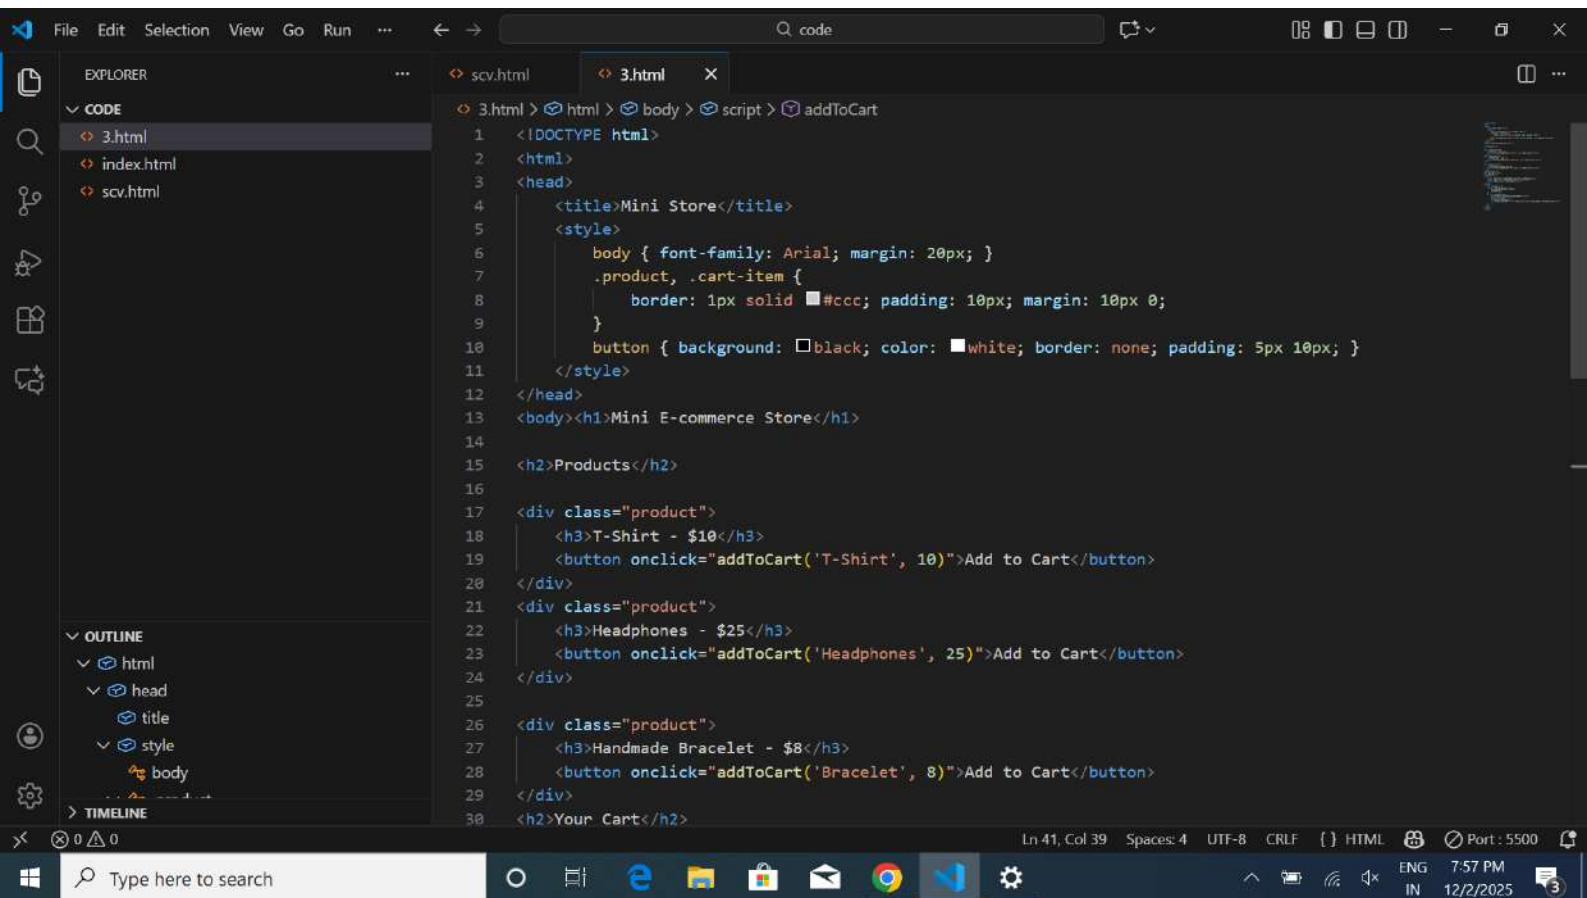 File Edit Selection View Go Run ··· code
EXPLORER ···
CODE
3.html
index.html
scv.html
OUTLINE
html
head
title
style
body
TIMELINE
scv.html 3.html
3.html > html > body > script > addToCart
1 <!DOCTYPE html>
2 <html>
3 <head>
4 <title>Mini Store</title>
5 <style>
6 body { font-family: Arial; margin: 20px; }
7 .product, .cart-item {
8 border: 1px solid #ccc; padding: 10px; margin: 10px 0;
9 }
10 button { background: black; color: white; border: none; padding: 5px 10px; }
11 </style>
12 </head>
13 <body><h1>Mini E-commerce Store</h1>
14
15 <h2>Products</h2>
16
17 <div class="product">
18 <h3>T-Shirt - $10</h3>
19 <button onclick="addToCart('T-Shirt', 10)">Add to Cart</button>
20 </div>
21 <div class="product">
22 <h3>Headphones - $25</h3>
23 <button onclick="addToCart('Headphones', 25)">Add to Cart</button>
24 </div>
25
26 <div class="product">
27 <h3>Handmade Bracelet - $8</h3>
28 <button onclick="addToCart('Bracelet', 8)">Add to Cart</button>
29 </div>
30 <h2>Your Cart</h2>
0 0 Ln 41, Col 39 Spaces: 4 UTF-8 CRLF { } HTML Port : 5500
Type here to search
ENG
IN
7:57 PM
12/2/2025
3